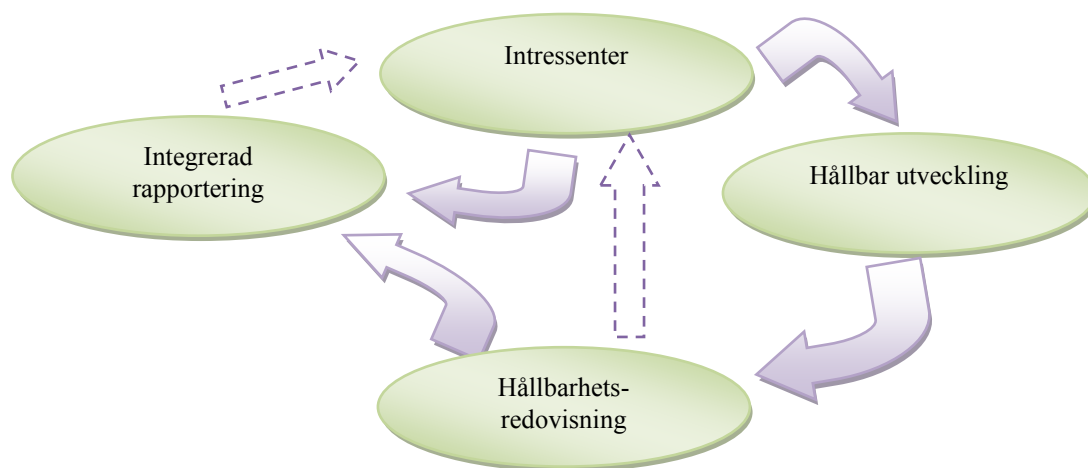 Intressenter
Integrerad
rapportering
Hållbar utveckling
Hållbarhets-
redovisning